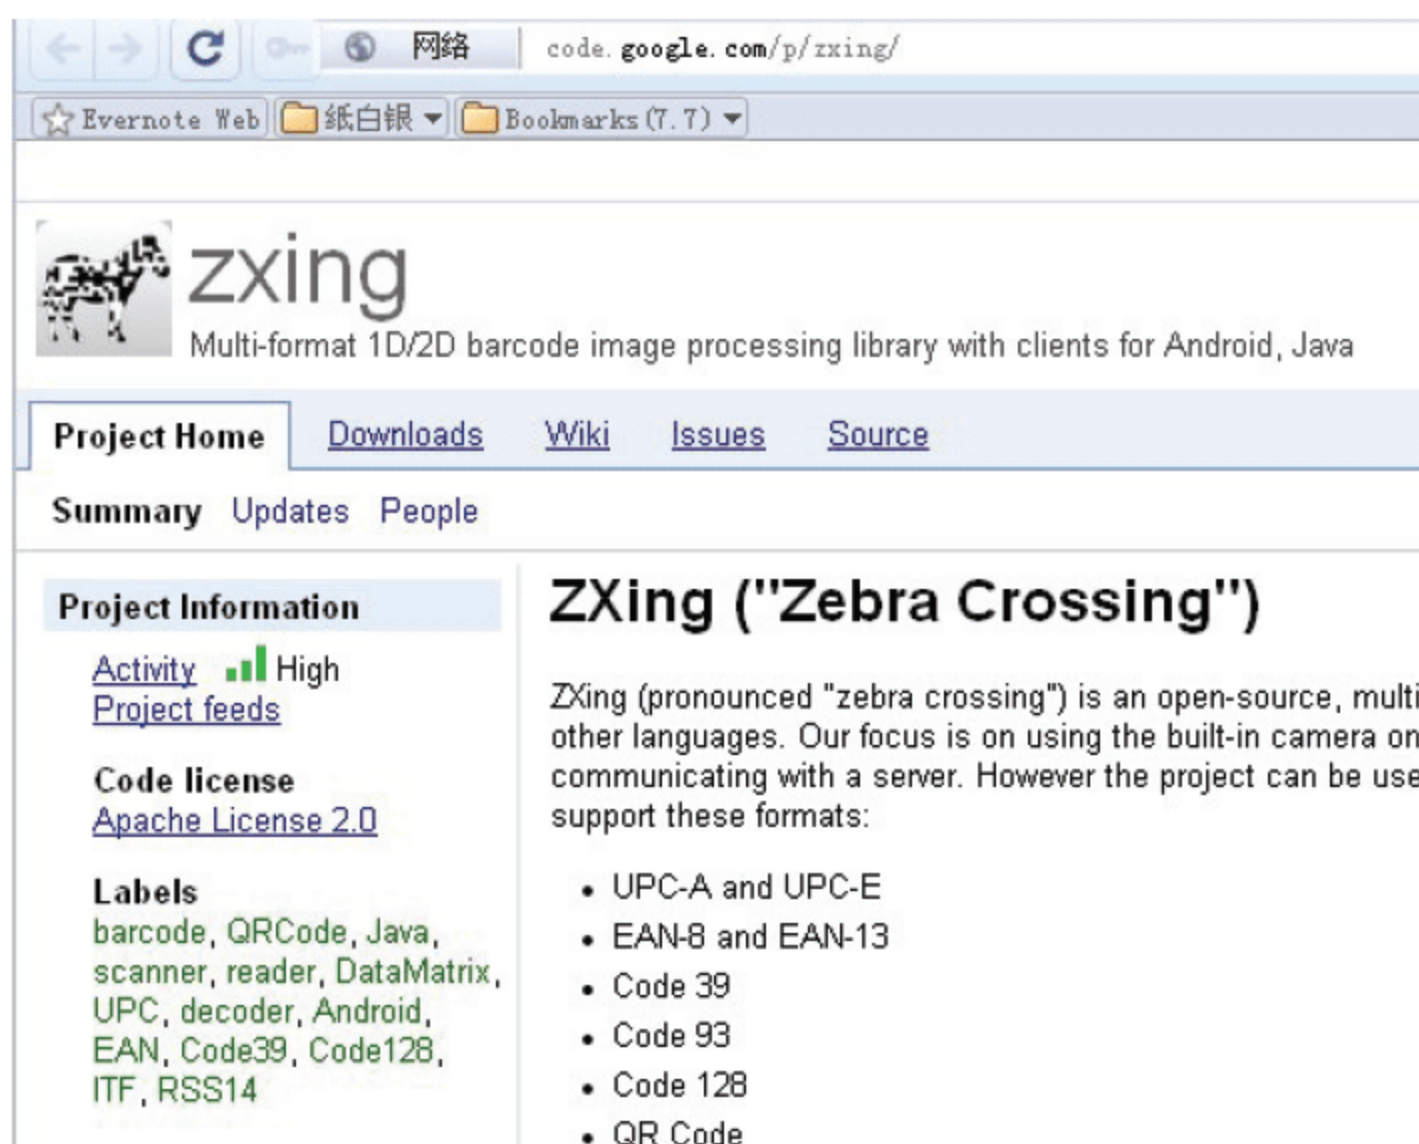 网络 code.google.com/p/zxing/
Evernote Web 纸白银 Bookmarks(7.7)
zxing
Multi-format 1D/2D barcode image processing library with clients for Android, Java
Project Home Downloads Wiki Issues Source
Summary Updates People
Project Information
Activity High
Project feeds
Code license
Apache License 2.0
Labels
barcode, QRCode, Java,
scanner, reader, DataMatrix,
UPC, decoder, Android,
EAN, Code39, Code128,
ITF, RSS14
ZXing ("Zebra Crossing")
ZXing (pronounced "zebra crossing") is an open-source, multi
other languages. Our focus is on using the built-in camera on
communicating with a server. However the project can be use
support these formats:
• UPC-A and UPC-E
• EAN-8 and EAN-13
• Code 39
• Code 93
• Code 128
• QR Code